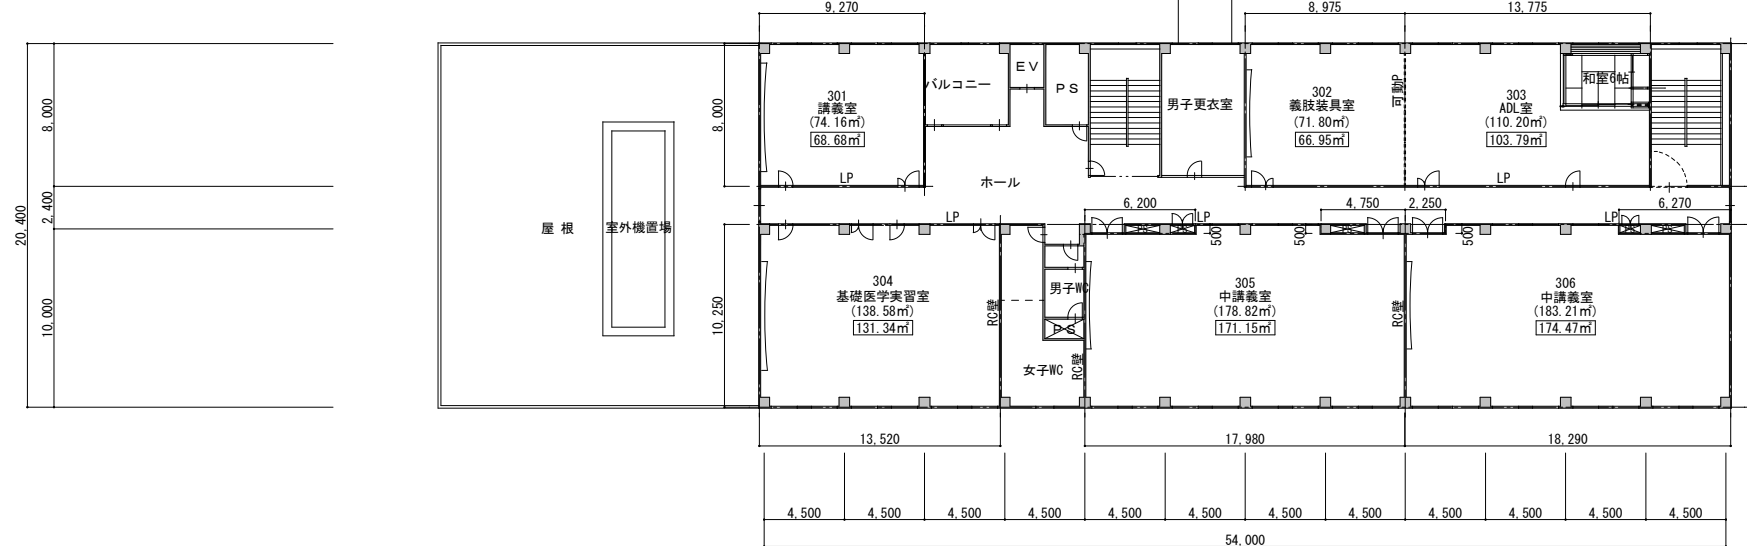 9,270
8,975
13,775
20,400
8,000
2,400
10,000
8,000
10,250
屋 根
室外機置場
301
講義室
(74.16㎡)
68.68㎡
LP
バルコニー
EV
PS
ホール
男子更衣室
302
義肢装具室
(71.80㎡)
66.95㎡
可動P
303
ADL室
(110.20㎡)
103.79㎡
LP
和室6帖
LP
6,200
LP
500
4,750
500
2,250
500
LP
6,270
304
基礎医学実習室
(138.58㎡)
131.34㎡
RC壁
男子WC
PS
女子WC
RC壁
305
中講義室
(178.82㎡)
171.15㎡
RC壁
306
中講義室
(183.21㎡)
174.47㎡
13,520
17,980
18,290
4,500 4,500 4,500 4,500 4,500 4,500 4,500 4,500 4,500 4,500 4,500 4,500
54,000